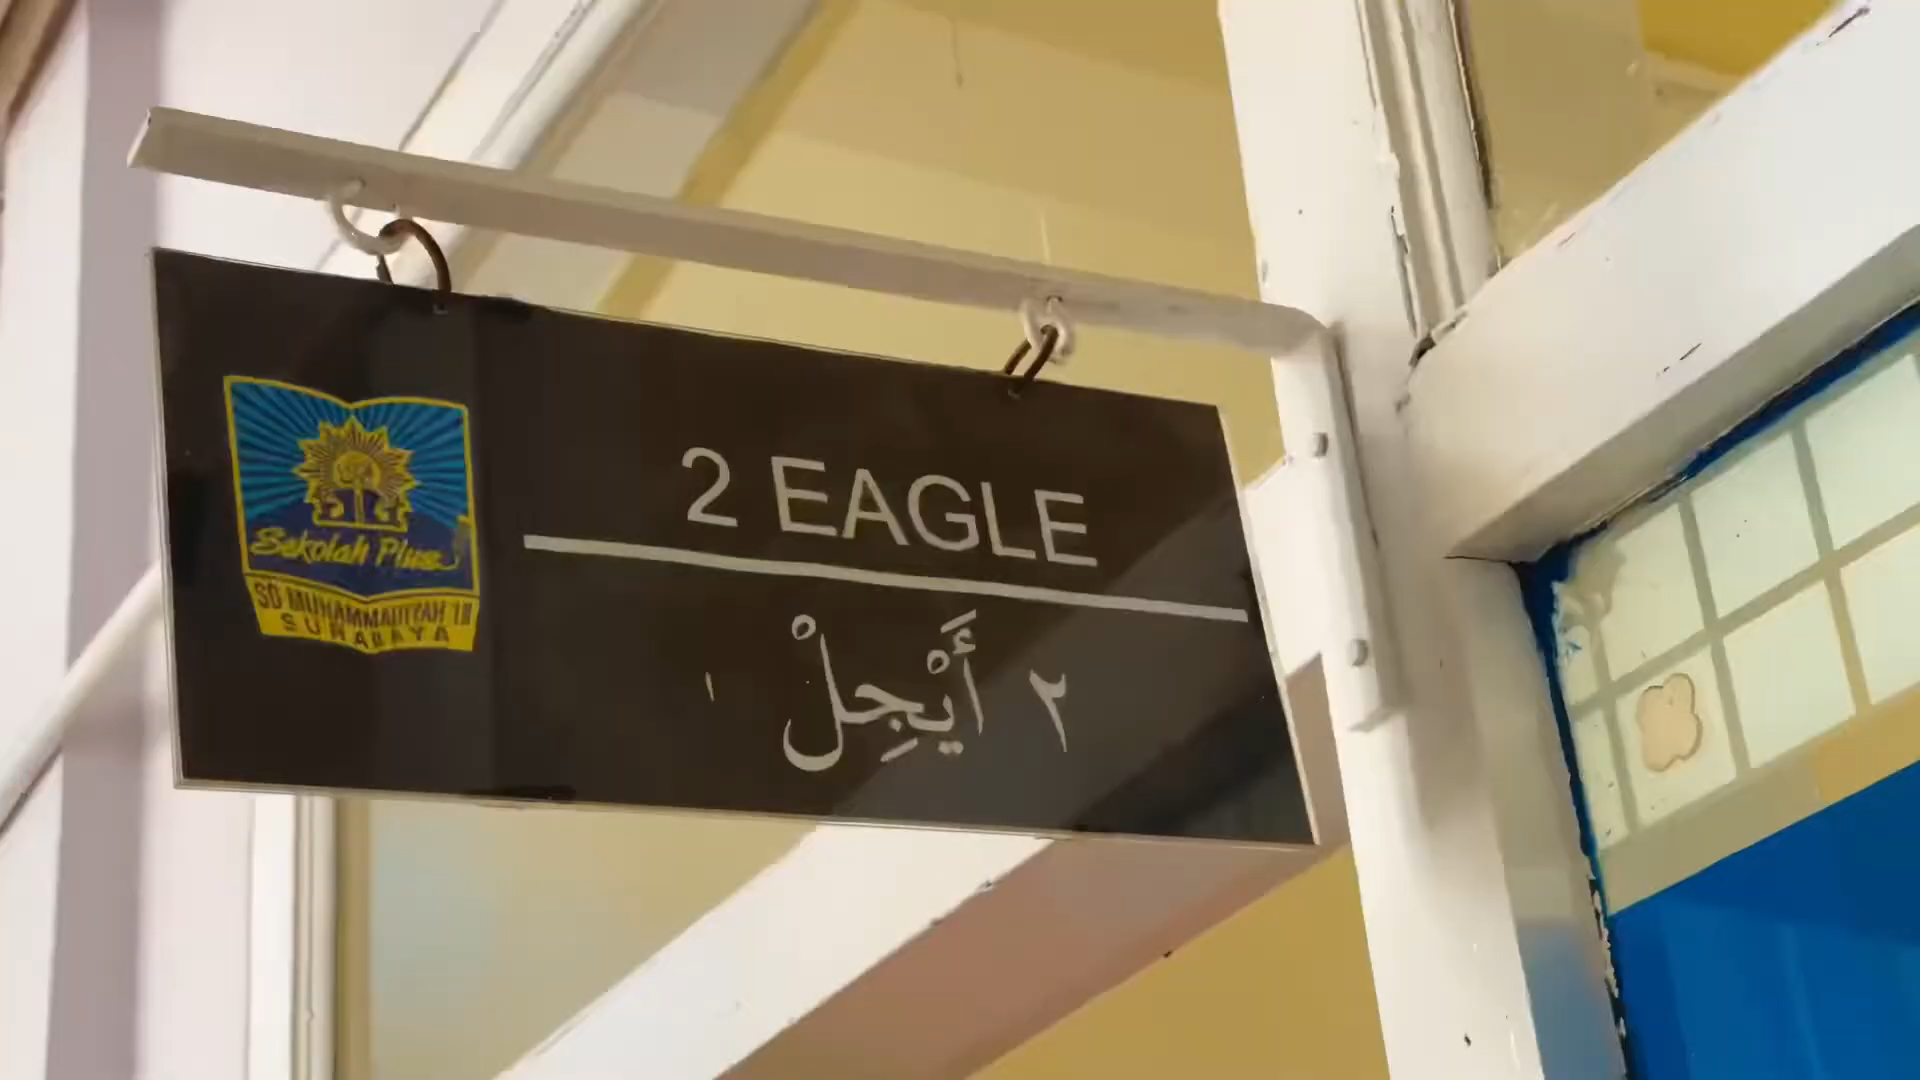 2 EAGLE
٢ أَيْجِلْ
Sekolah Plus
SD MUHAMMADIYAH 18
SURABAYA